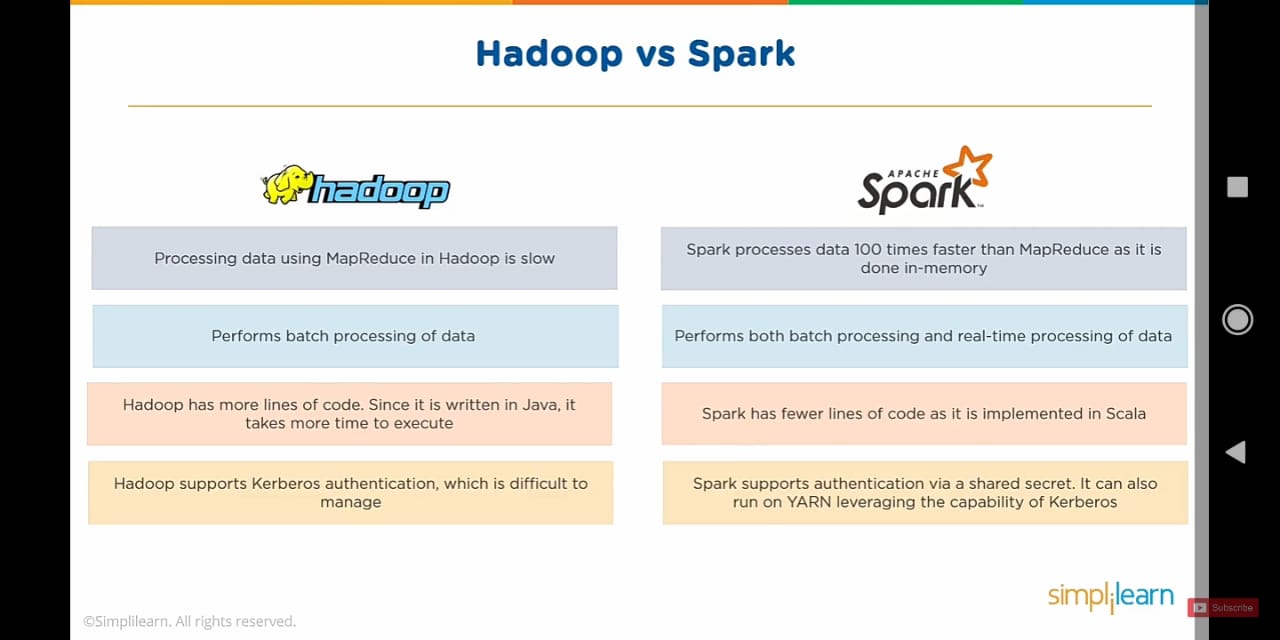 Hadoop vs Spark
hadoop
APACHE
Spark
TM
Processing data using MapReduce in Hadoop is slow
Spark processes data 100 times faster than MapReduce as it is
done in-memory
Performs batch processing of data
Performs both batch processing and real-time processing of data
Hadoop has more lines of code. Since it is written in Java, it
takes more time to execute
Spark has fewer lines of code as it is implemented in Scala
Hadoop supports Kerberos authentication, which is difficult to
manage
Spark supports authentication via a shared secret. It can also
run on YARN leveraging the capability of Kerberos
simplilearn
Subscribe
©Simplilearn. All rights reserved.